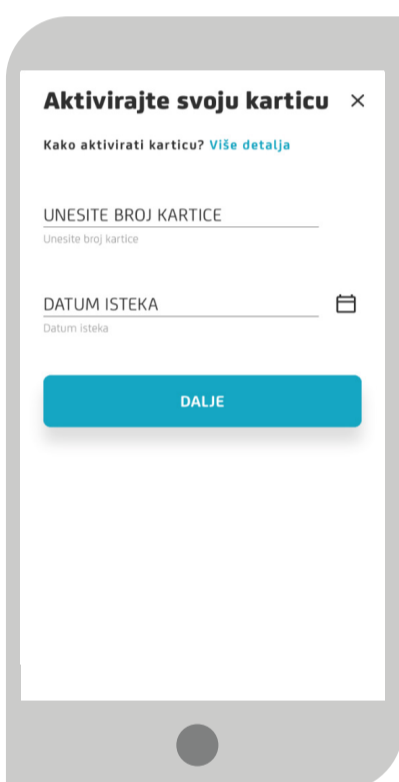 Aktivirajte svoju karticu
Kako aktivirati karticu? Više detalja
UNESITE BROJ KARTICE
Unesite broj kartice
DATUM ISTEKA
Datum isteka
DALJE